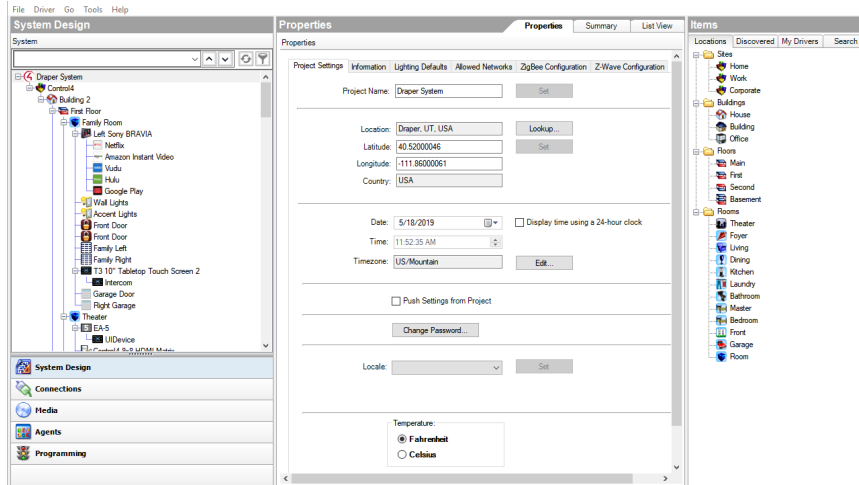 File Driver Go Tools Help
System Design
System
Draper System
Control4
Building 2
First Floor
Family Room
Left Sony BRAVIA
Netflix
Amazon Instant Video
Vudu
Hulu
Google Play
Wall Lights
Accent Lights
Front Door
Front Door
Family Left
Family Right
T3 10" Tabletop Touch Screen 2
Intercom
Garage Door
Right Garage
Theater
EA-5
UIDevice
Control4 8x8 HDMI Matrix
System Design
Connections
Media
Agents
Programming
Properties
Properties Summary List View
Properties
Project Settings Information Lighting Defaults Allowed Networks ZigBee Configuration Z-Wave Configuration
Project Name: Draper System Set
Location: Draper, UT, USA Lookup...
Latitude: 40.52000046 Set
Longitude: -111.86000061
Country: USA
Date: 5/18/2019 Display time using a 24-hour clock
Time: 11:52:35 AM
Timezone: US/Mountain Edit...
Push Settings from Project
Change Password...
Locale: Set
Temperature:
Fahrenheit
Celsius
Items
Locations Discovered My Drivers Search
Sites
Home
Work
Corporate
Buildings
House
Building
Office
Floors
Main
First
Second
Basement
Rooms
Theater
Foyer
Living
Dining
Kitchen
Laundry
Bathroom
Master
Bedroom
Front
Garage
Room